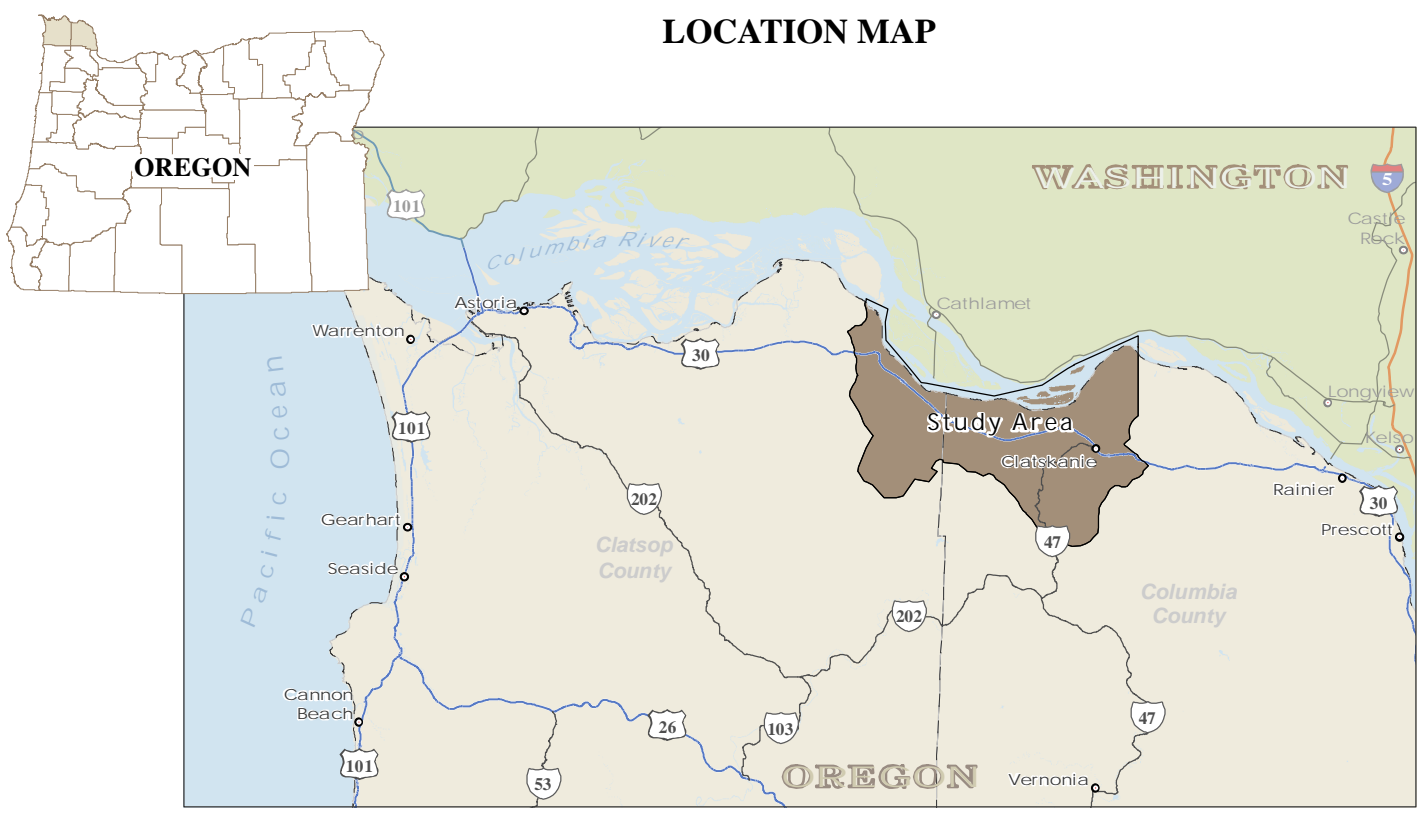 LOCATION MAP
OREGON
WASHINGTON
5
101
Castle
Rock
Columbia River
Astoria
Cathlamet
Warrenton
30
Pacific Ocean
Longview
101
Study Area
Kelso
Clatskanie
Rainier
202
30
Gearhart
Prescott
47
Clatsop
County
Seaside
Columbia
County
202
Cannon
Beach
26
103
47
101
53
OREGON
Vernonia